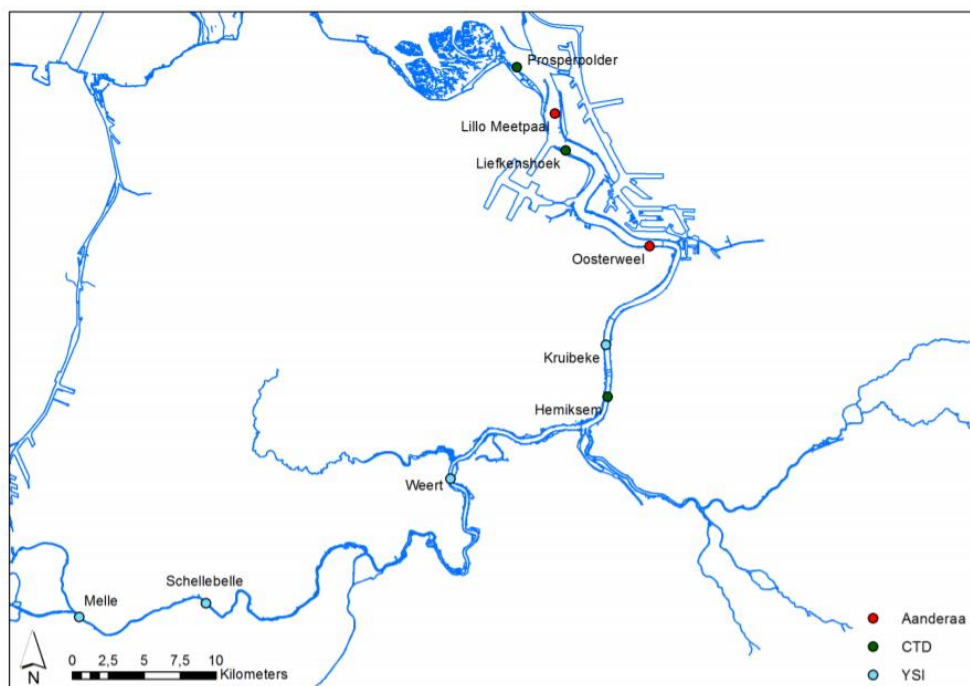 Prosperpolder
Lillo Meetpaal
Liefkenshoek
Oosterweel
Kruibeke
Hemiksem
Weert
Schellebelle
Melle
Aanderaa
CTD
YSI
N
0 2,5 5 7,5 10
Kilometers